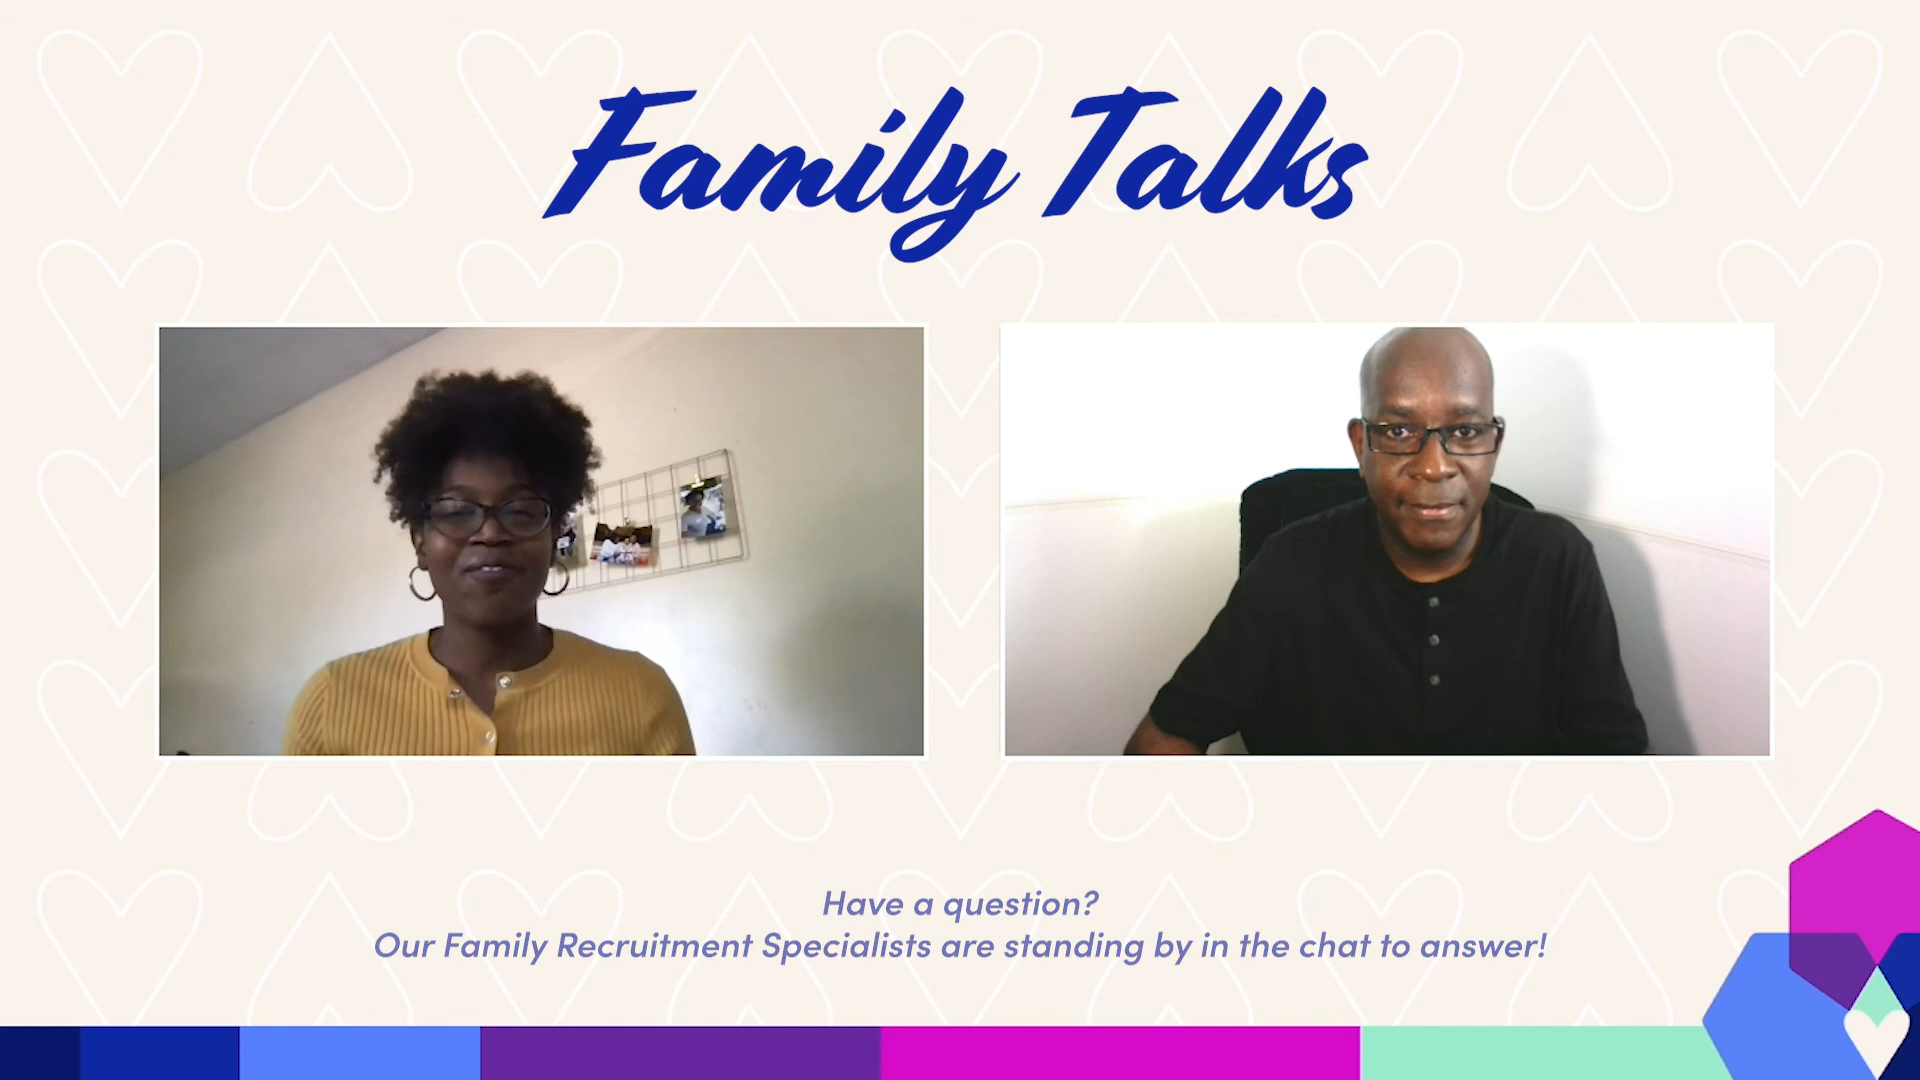 Family Talks
Have a question?
Our Family Recruitment Specialists are standing by in the chat to answer!